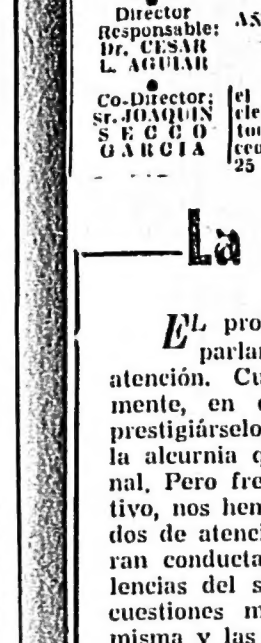 Director
Responsable:
Dr. CESAR
L. AGUIAR
Co-Director:
Sr. JOAQUIN
SECCO
GARCIA
el
25
La
EL pro
parlar
atención. Cu
mente, en
prestigiárselo
la alcurnia
nal. Pero fre
tivo, nos hen
dos de atenci
ran conducta
lencias del s
cuestiones m
misma y las